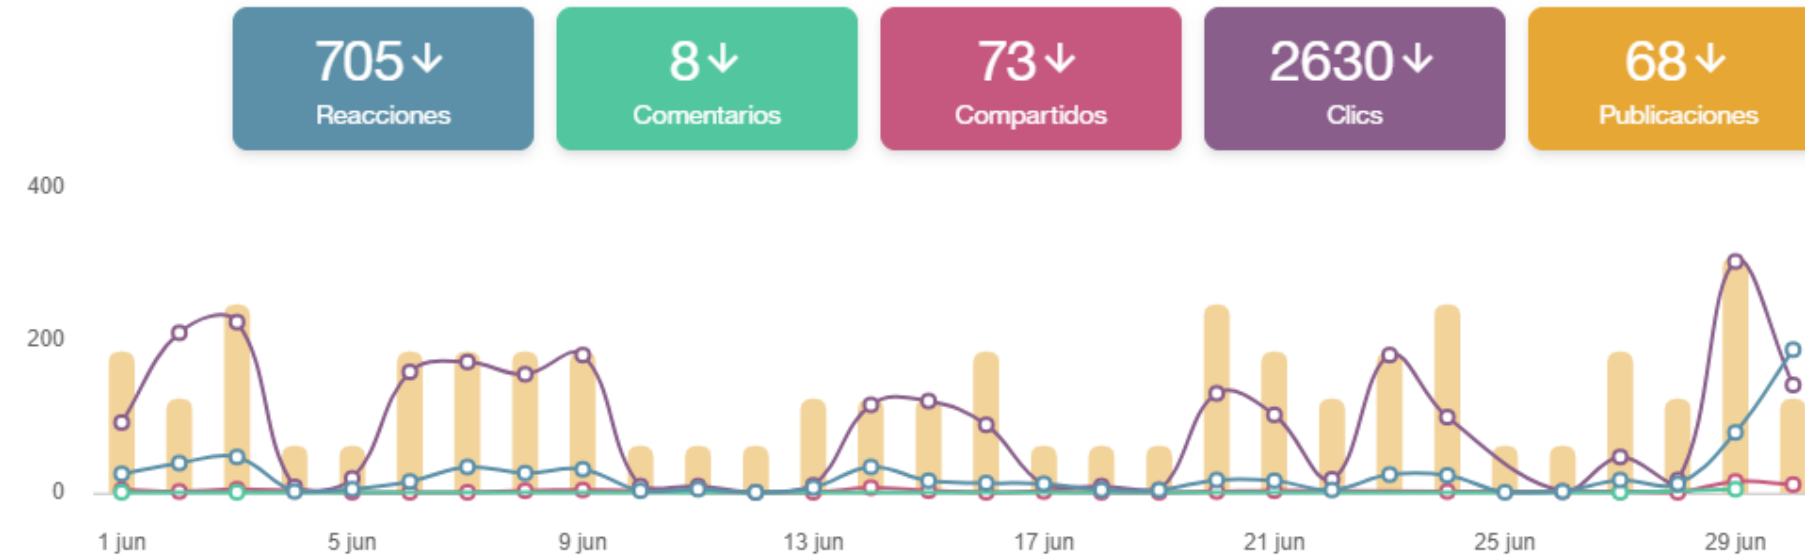 705↓
Reacciones
8↓
Comentarios
73↓
Compartidos
2630↓
Clics
68↓
Publicaciones
400
200
0
1 jun
5 jun
9 jun
13 jun
17 jun
21 jun
25 jun
29 jun